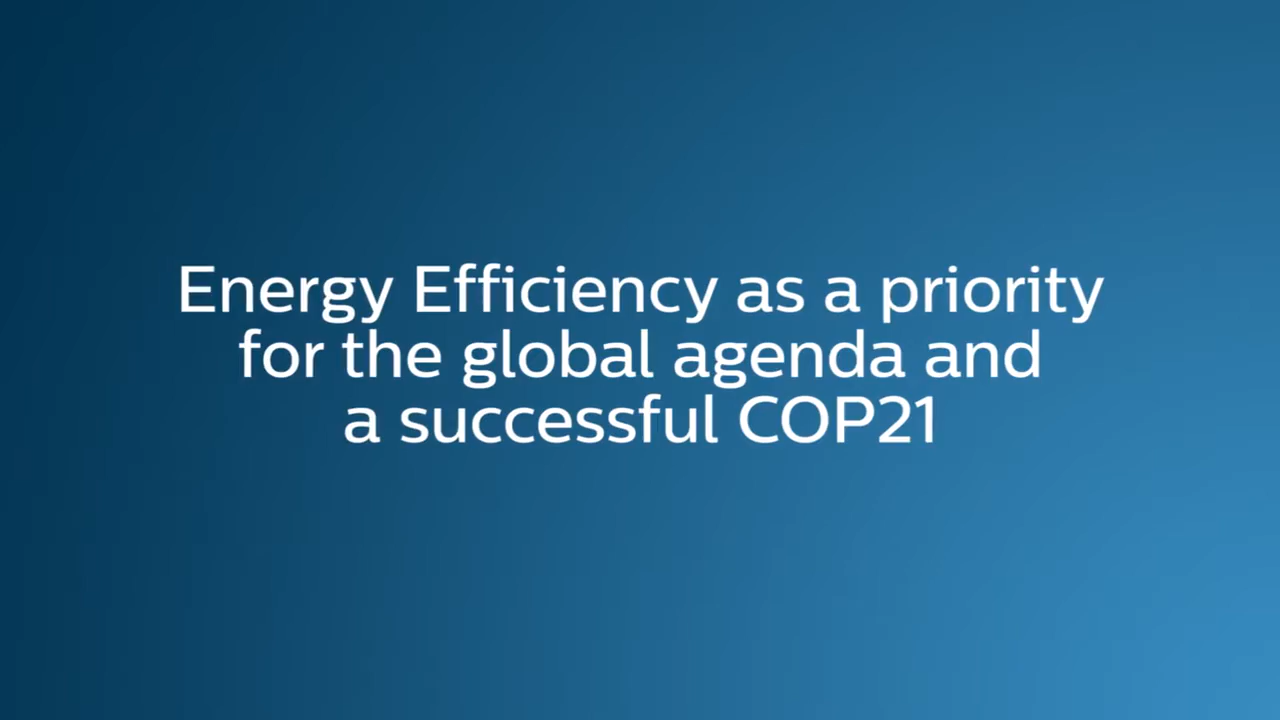 Energy Efficiency as a priority
for the global agenda and
a successful COP21